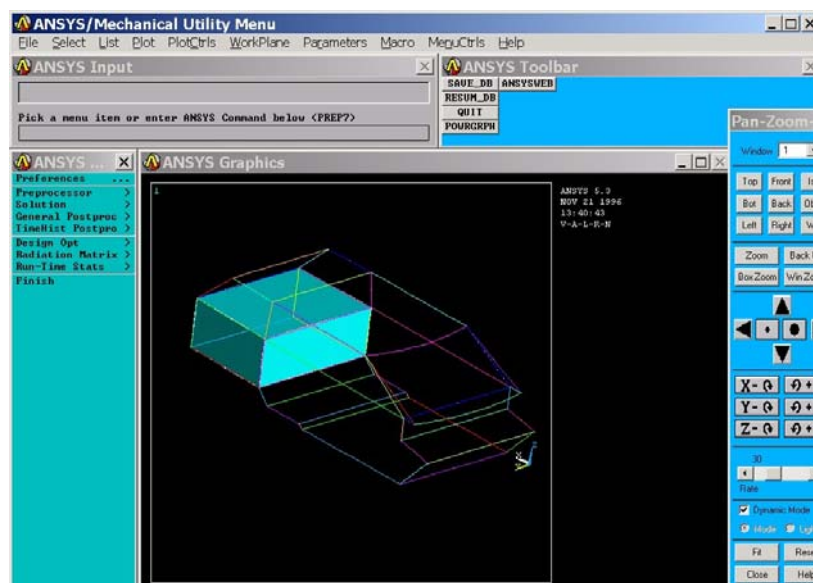 ANSYS/Mechanical Utility Menu
File Select List Plot PlotCtrls WorkPlane Parameters Macro MenuCtrls Help
ANSYS Input
Pick a menu item or enter ANSYS Command below <PREP7>
ANSYS Toolbar
SAVE_DB ANSYSWEB
RESUM_DB
QUIT
POWRGRPH
ANSYS ...
Preferences ...
Preprocessor >
Solution >
General Postproc >
TimeHist Postpro >
Design Opt >
Radiation Matrix >
Run-Time Stats >
Finish
ANSYS Graphics
1
ANSYS 5.3
NOV 21 1996
13:40:43
V-A-L-R-N
Pan-Zoom-
Window 1
Top Front
Bot Back
Left Right
Zoom Back
Box Zoom
X-
Y-
Z-
30
Rate
Dynamic Mode
Mode
Fit
Close